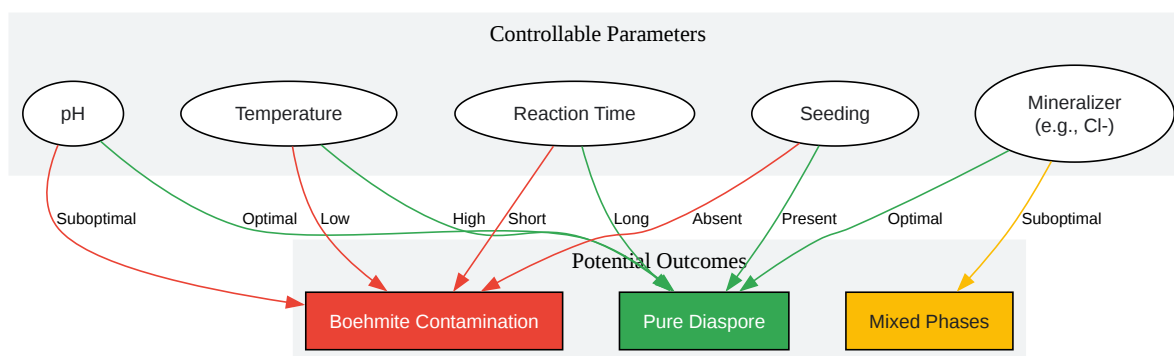 Controllable Parameters
pH
Temperature
Reaction Time
Seeding
Mineralizer
(e.g., Cl-)
Suboptimal
Optimal
Low
High
Short
Long
Absent
Present
Optimal
Suboptimal
Potential Outcomes
Boehmite Contamination
Pure Diaspore
Mixed Phases